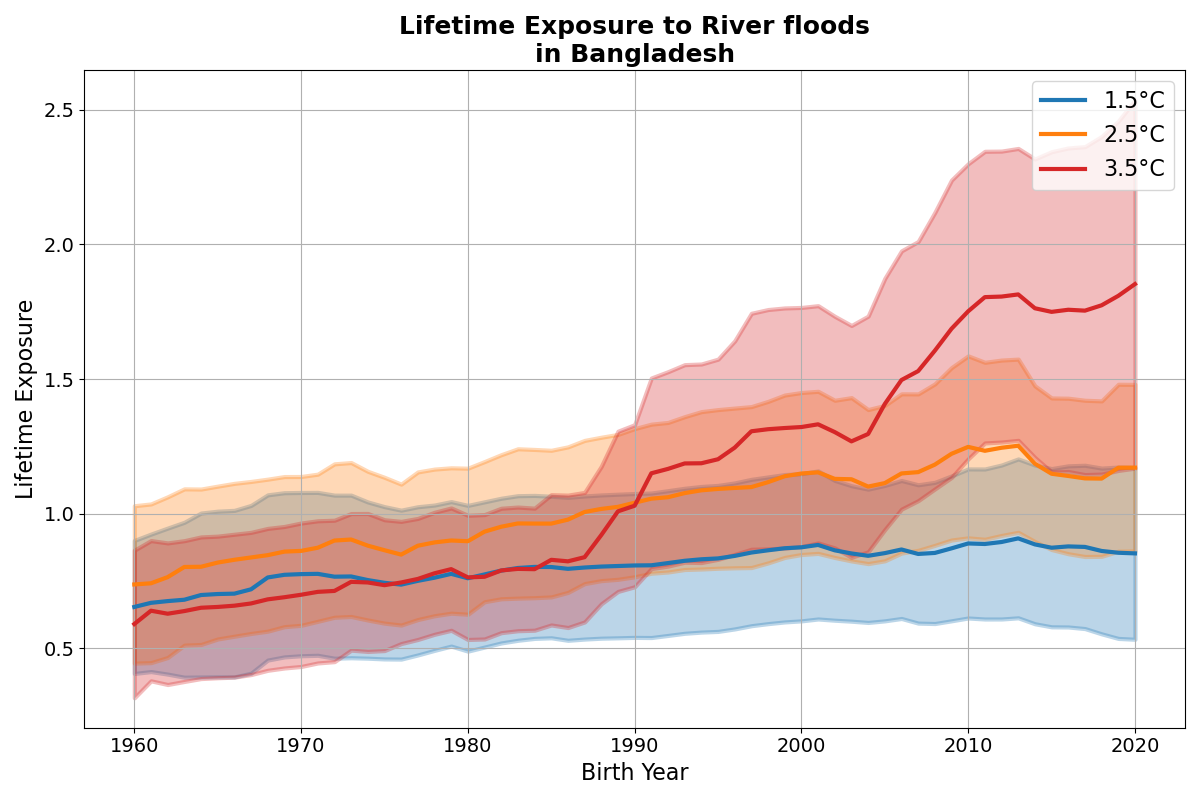 Lifetime Exposure to River floods
in Bangladesh
1.5°C
2.5°C
3.5°C
Lifetime Exposure
2.5
2.0
1.5
1.0
0.5
1960 1970 1980 1990 2000 2010 2020
Birth Year